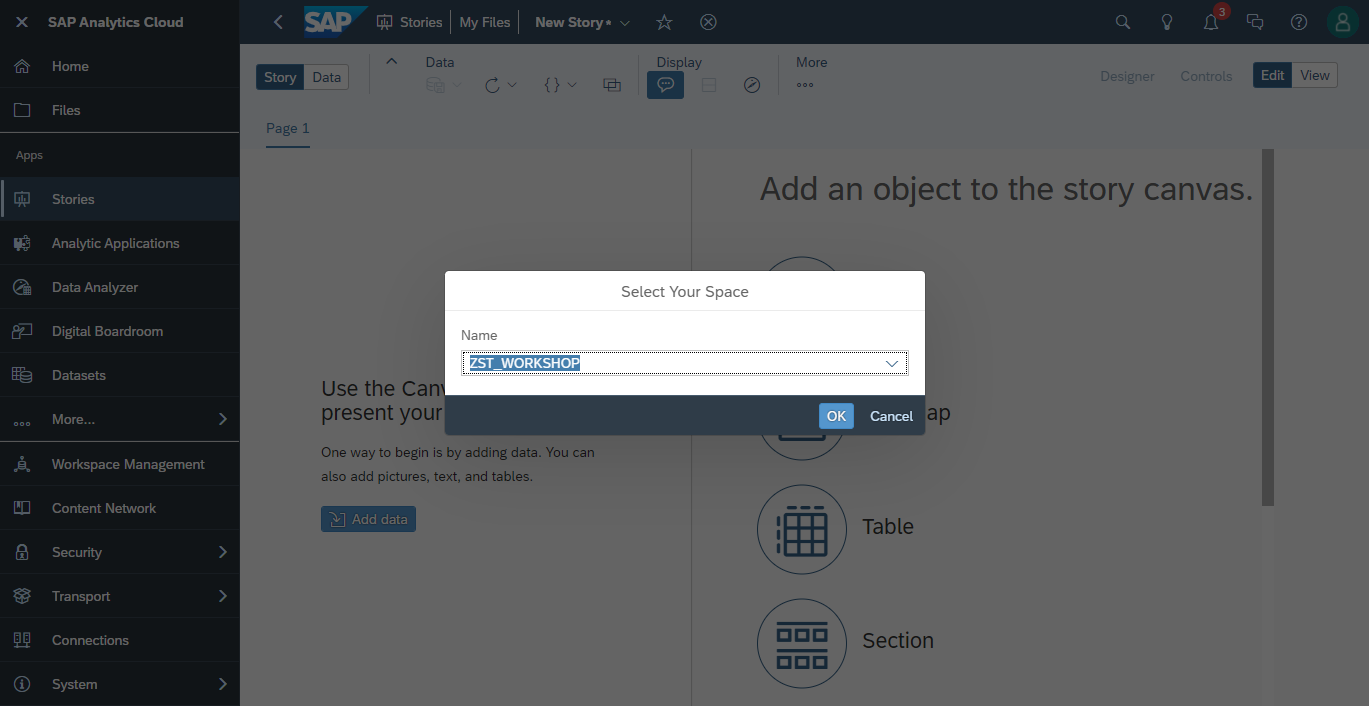 SAP Analytics Cloud
Home
Files
Apps
Stories
Analytic Applications
Data Analyzer
Digital Boardroom
Datasets
More...
Workspace Management
Content Network
Security
Transport
Connections
System
SAP Stories My Files New Story*
3
Story Data
Data
Display
More
Designer Controls Edit View
Page 1
Add an object to the story canvas.
Select Your Space
Name
ZST_WORKSHOP
OK Cancel
Use the Can
present your
One way to begin is by adding data. You can
also add pictures, text, and tables.
Add data
ap
Table
Section